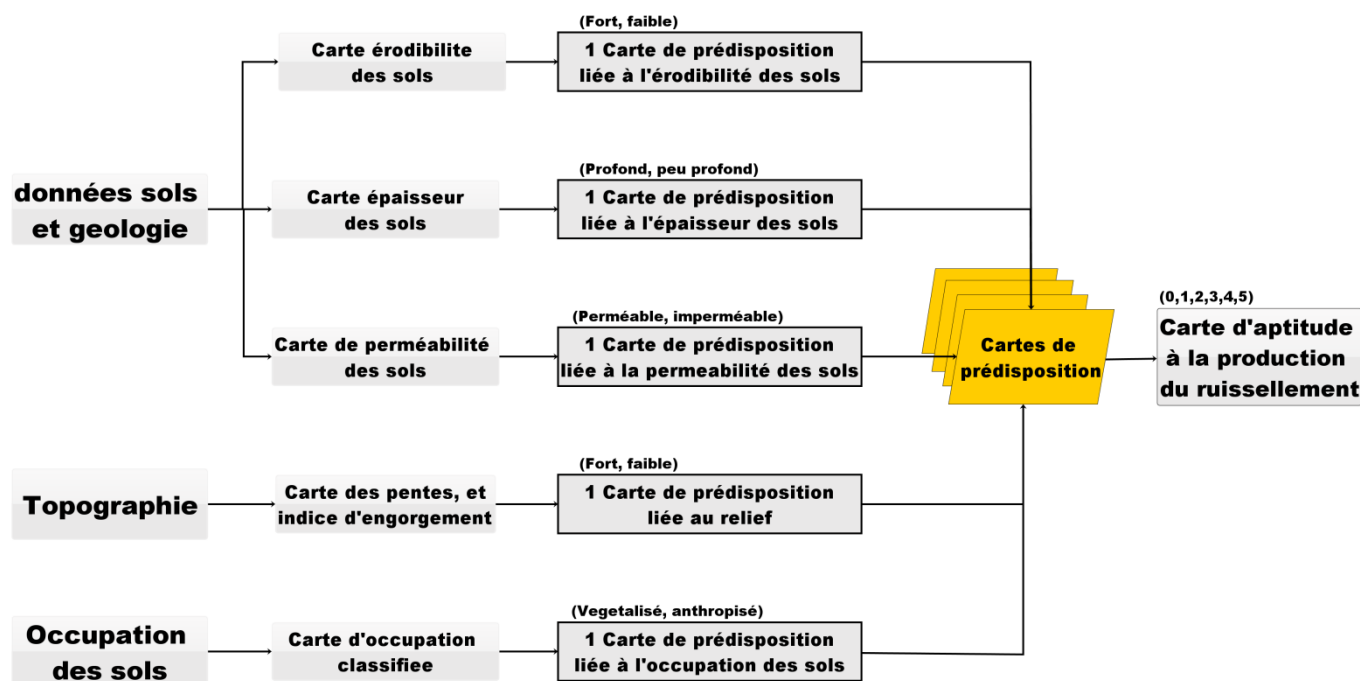 (Fort, faible)
Carte érodibilite
des sols
1 Carte de prédisposition
liée à l'érodibilité des sols
données sols
et geologie
(Profond, peu profond)
Carte épaisseur
des sols
1 Carte de prédisposition
liée à l'épaisseur des sols
(Perméable, imperméable)
Carte de perméabilité
des sols
1 Carte de prédisposition
liée à la permeabilité des sols
Cartes de
prédisposition
(0,1,2,3,4,5)
Carte d'aptitude
à la production
du ruissellement
(Fort, faible)
Topographie
Carte des pentes, et
indice d'engorgement
1 Carte de prédisposition
liée au relief
(Vegetalisé, anthropisé)
Occupation
des sols
Carte d'occupation
classifiee
1 Carte de prédisposition
liée à l'occupation des sols